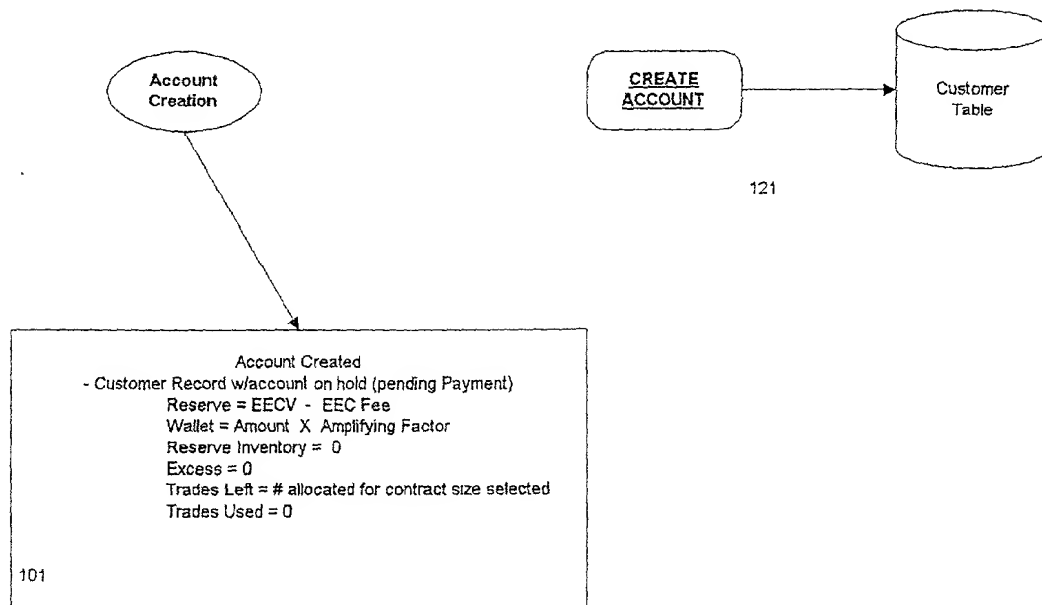 Account
Creation
CREATE
ACCOUNT
Customer
Table
121
Account Created
- Customer Record w/account on hold (pending Payment)
Reserve = EECV - EEC Fee
Wallet = Amount X Amplifying Factor
Reserve Inventory = 0
Excess = 0
Trades Left = # allocated for contract size selected
Trades Used = 0
101